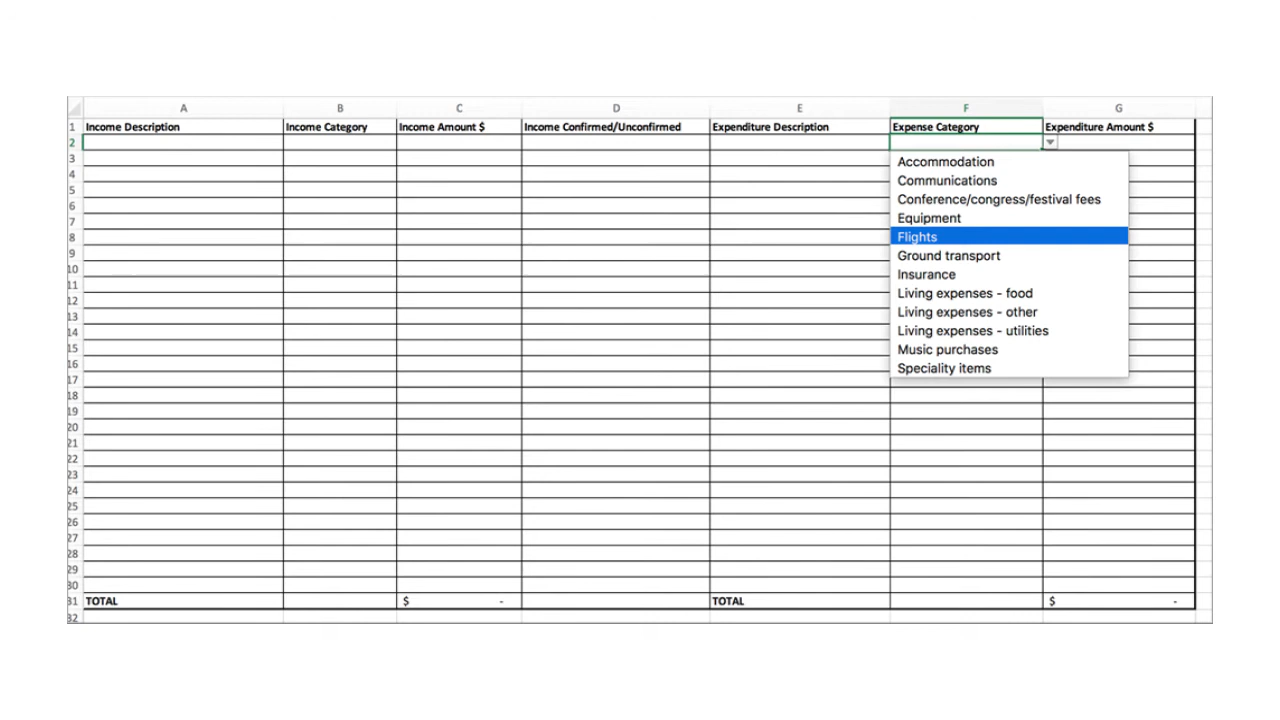 A B C D E F G
1 Income Description Income Category Income Amount $ Income Confirmed/Unconfirmed Expenditure Description Expense Category Expenditure Amount $
2
3 Accommodation
4 Communications
5 Conference/congress/festival fees
6 Equipment
7
8 Flights
9 Ground transport
10 Insurance
11
12 Living expenses - food
13 Living expenses - other
14 Living expenses - utilities
15 Music purchases
16 Speciality items
17
18
19
20
21
22
23
24
25
26
27
28
29
30
31 TOTAL $ - TOTAL $ -
32